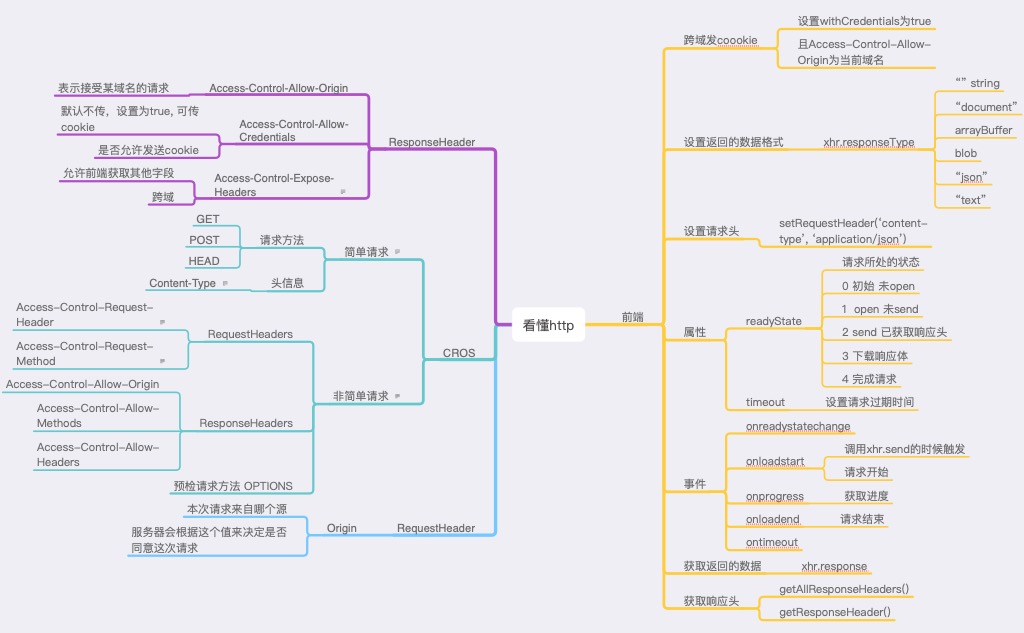 看懂http
ResponseHeader
Access-Control-Allow-Origin
表示接受某域名的请求
Access-Control-Allow-
Credentials
默认不传，设置为true, 可传
cookie
是否允许发送cookie
Access-Control-Expose-
Headers
允许前端获取其他字段
跨域
CROS
简单请求
请求方法
GET
POST
HEAD
头信息
Content-Type
非简单请求
RequestHeaders
Access-Control-Request-
Header
Access-Control-Request-
Method
ResponseHeaders
Access-Control-Allow-Origin
Access-Control-Allow-
Methods
Access-Control-Allow-
Headers
预检请求方法 OPTIONS
RequestHeader
Origin
本次请求来自哪个源
服务器会根据这个值来决定是否
同意这次请求
前端
跨域发coookie
设置withCredentials为true
且Access-Control-Allow-
Origin为当前域名
设置返回的数据格式
xhr.responseType
“” string
“document”
arrayBuffer
blob
“json”
“text”
设置请求头
setRequestHeader(‘content-
type’, ‘application/json’)
属性
readyState
请求所处的状态
0 初始 未open
1 open 未send
2 send 已获取响应头
3 下载响应体
4 完成请求
timeout
设置请求过期时间
事件
onreadystatechange
onloadstart
调用xhr.send的时候触发
请求开始
onprogress
获取进度
onloadend
请求结束
ontimeout
获取返回的数据
xhr.response
获取响应头
getAllResponseHeaders()
getResponseHeader()